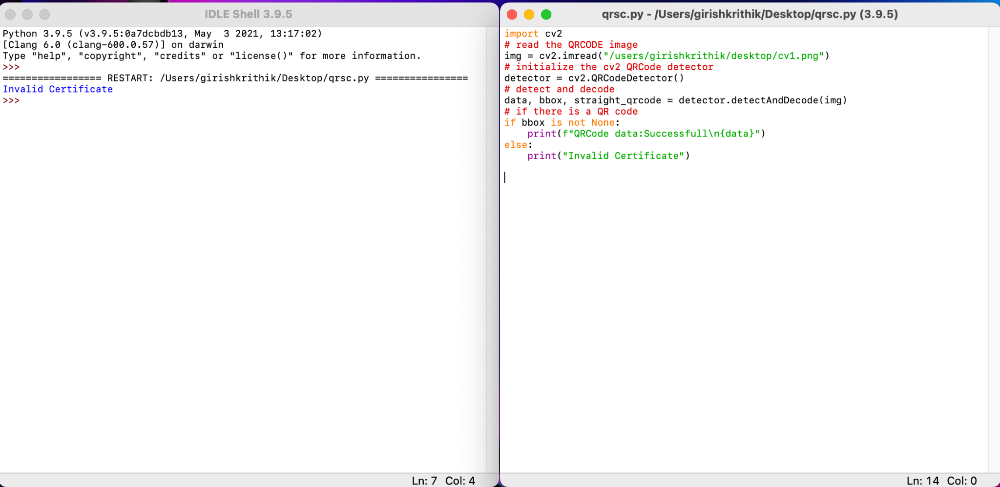 IDLE Shell 3.9.5
Python 3.9.5 (v3.9.5:0a7dcbdb13, May  3 2021, 13:17:02)
[Clang 6.0 (clang-600.0.57)] on darwin
Type "help", "copyright", "credits" or "license()" for more information.
>>>
================= RESTART: /Users/girishkrithik/Desktop/qrsc.py ================
Invalid Certificate
>>>
Ln: 7  Col: 4
qrsc.py - /Users/girishkrithik/Desktop/qrsc.py (3.9.5)
import cv2
# read the QRCODE image
img = cv2.imread("/users/girishkrithik/desktop/cv1.png")
# initialize the cv2 QRCode detector
detector = cv2.QRCodeDetector()
# detect and decode
data, bbox, straight_qrcode = detector.detectAndDecode(img)
# if there is a QR code
if bbox is not None:
    print(f"QRCode data:Successfull\n{data}")
else:
    print("Invalid Certificate")
Ln: 14  Col: 0